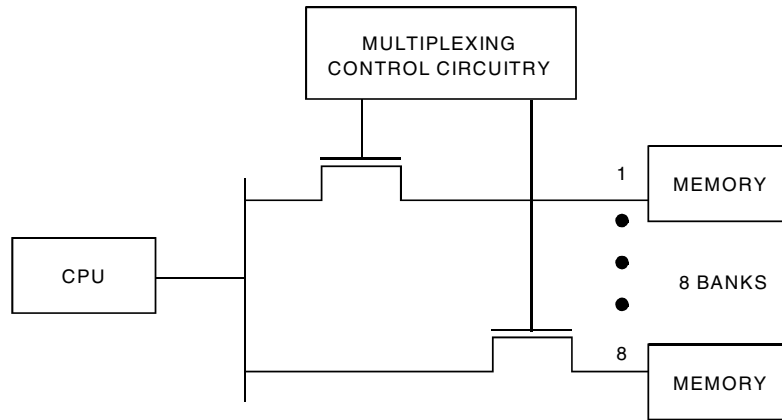 MULTIPLEXING
CONTROL CIRCUITRY
1
MEMORY
CPU
8 BANKS
8
MEMORY